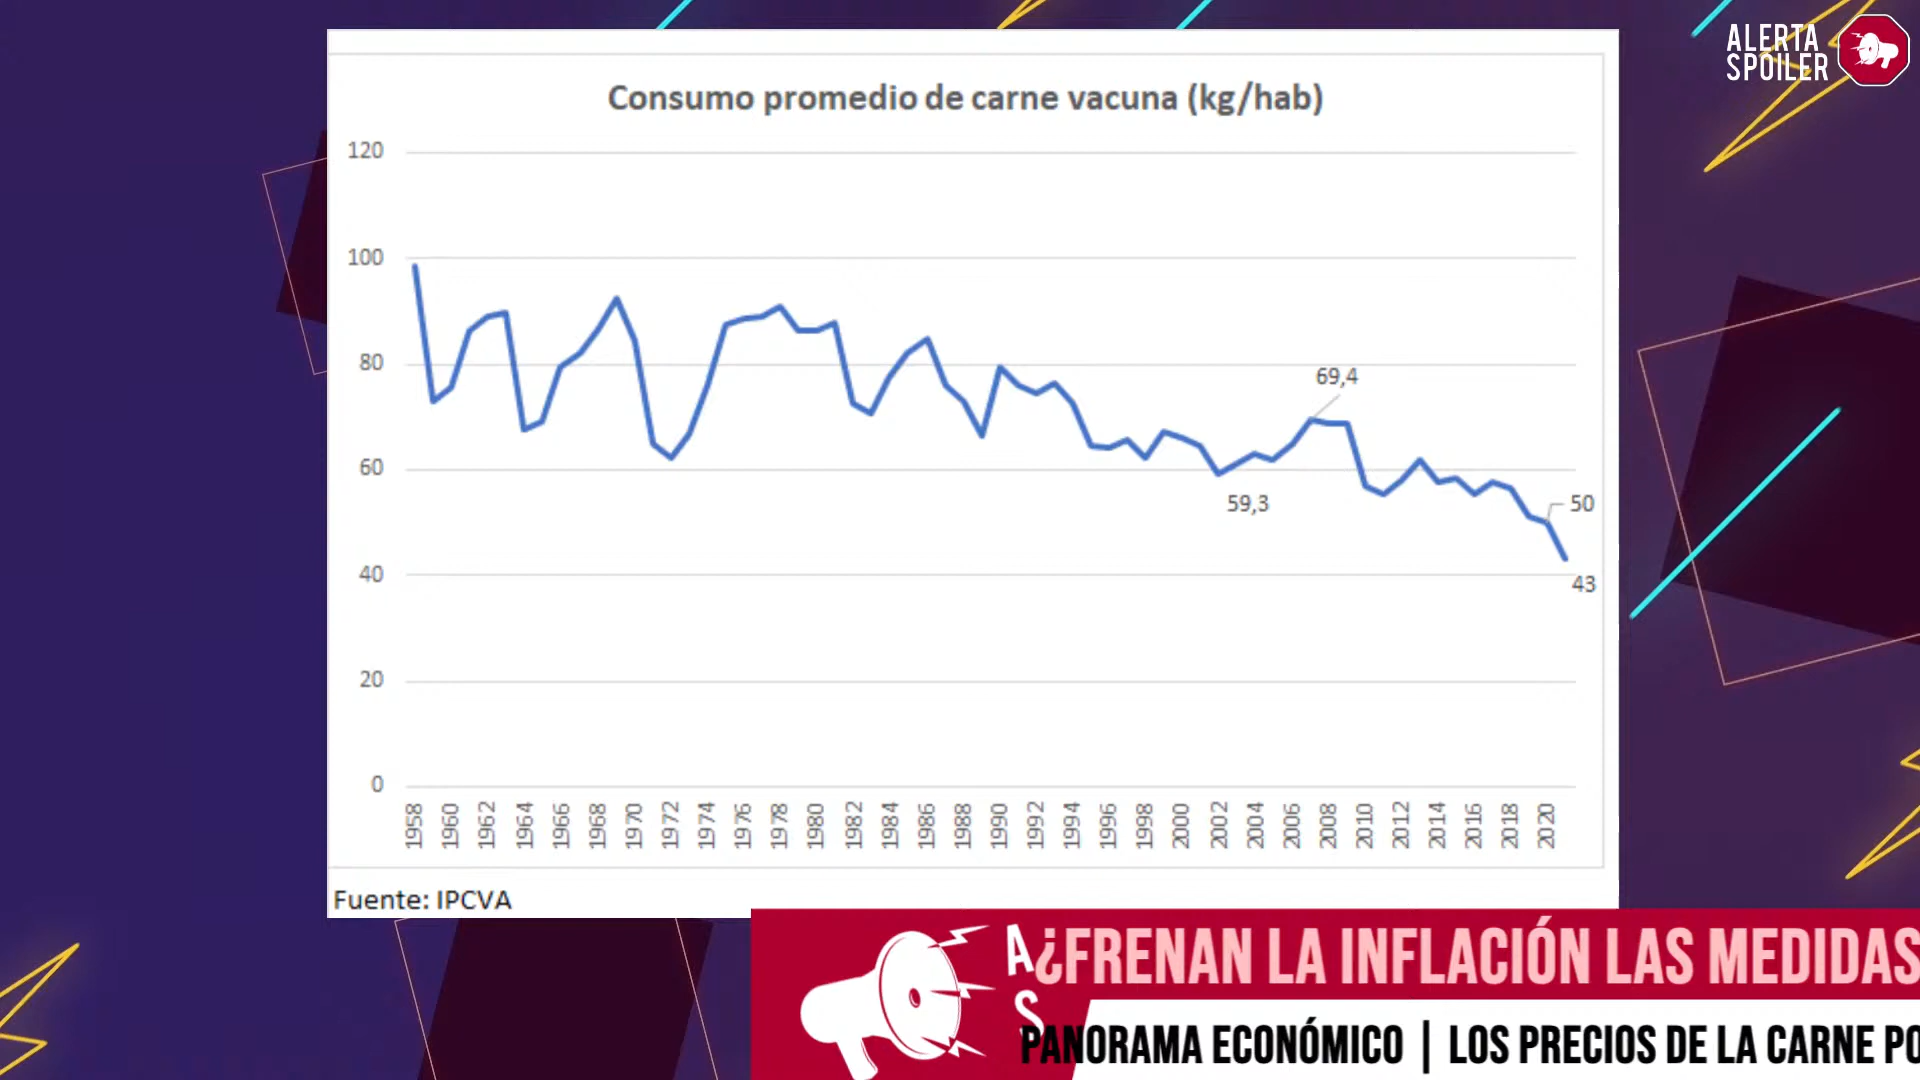 ALERTA
SPOILER
Consumo promedio de carne vacuna (kg/hab)
120
100
80
60
40
20
0
69,4
59,3
50
43
1958 1960 1962 1964 1966 1968 1970 1972 1974 1976 1978 1980 1982 1984 1986 1988 1990 1992 1994 1996 1998 2000 2002 2004 2006 2008 2010 2012 2014 2016 2018 2020
Fuente: IPCVA
A
S
¿FRENAN LA INFLACIÓN LAS MEDIDAS
PANORAMA ECONÓMICO | LOS PRECIOS DE LA CARNE PO